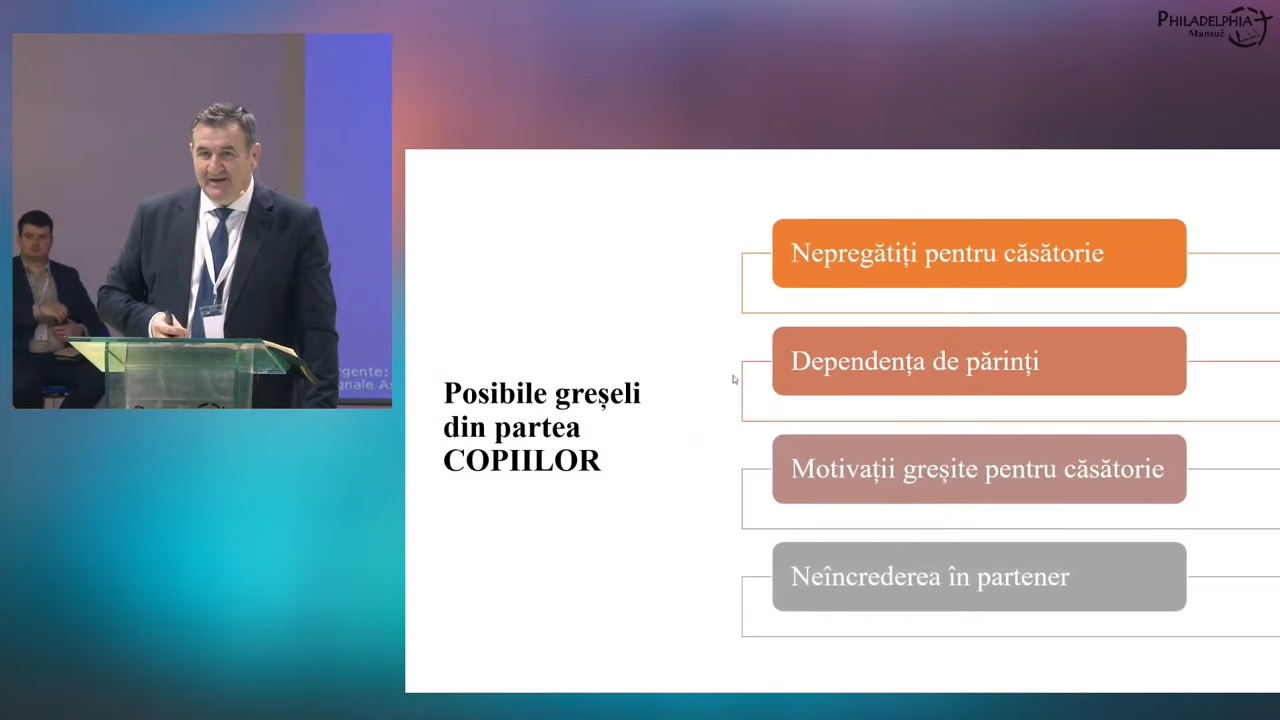 PHILADELPHIA
Mansuè
Nepregătiți pentru căsătorie
Dependența de părinți
Posibile greșeli
din partea
COPIILOR
Motivații greșite pentru căsătorie
Neîncrederea în partener